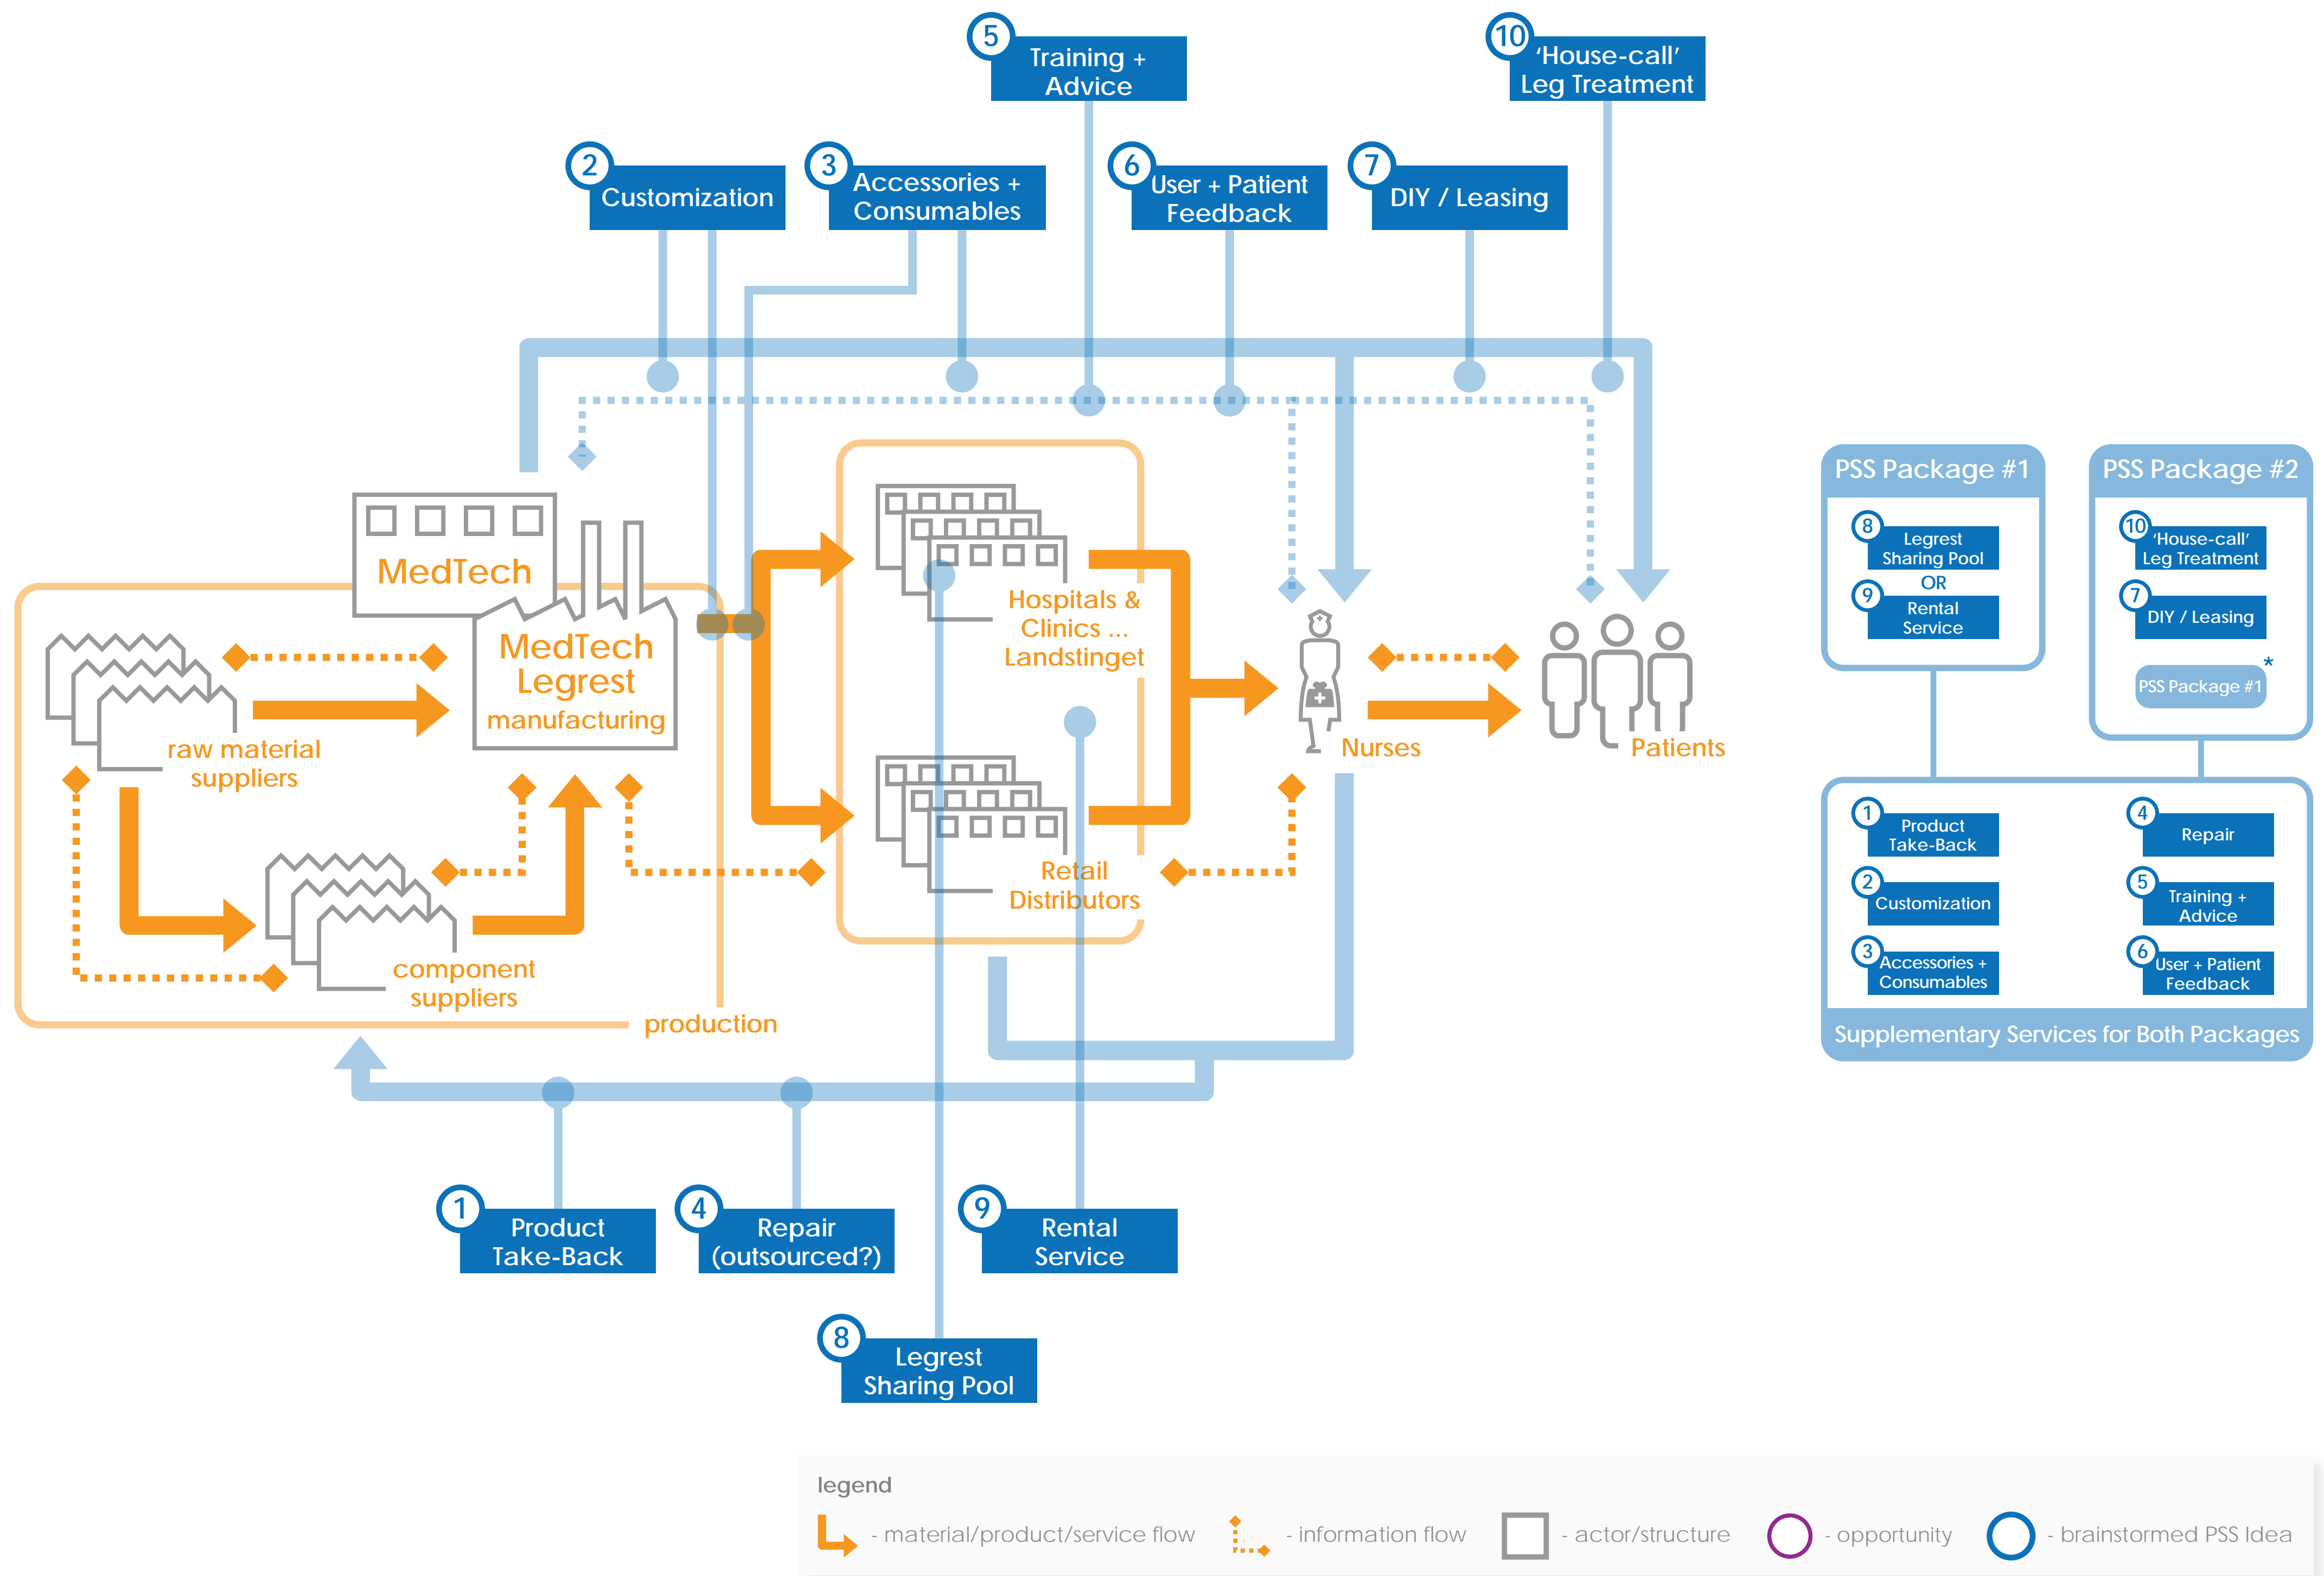 5
Training +
Advice
10
‘House-call’
Leg Treatment
2
Customization
3
Accessories +
Consumables
6
User + Patient
Feedback
7
DIY / Leasing
MedTech
MedTech
Legrest
manufacturing
raw material
suppliers
component
suppliers
production
Hospitals &
Clinics ...
Landstinget
Retail
Distributors
Nurses
Patients
1
Product
Take-Back
4
Repair
(outsourced?)
9
Rental
Service
8
Legrest
Sharing Pool
PSS Package #1
8
Legrest
Sharing Pool
OR
9
Rental
Service
PSS Package #2
10
‘House-call’
Leg Treatment
7
DIY / Leasing
PSS Package #1 *
1
Product
Take-Back
2
Customization
3
Accessories +
Consumables
4
Repair
5
Training +
Advice
6
User + Patient
Feedback
Supplementary Services for Both Packages
legend
- material/product/service flow
- information flow
- actor/structure
- opportunity
- brainstormed PSS Idea